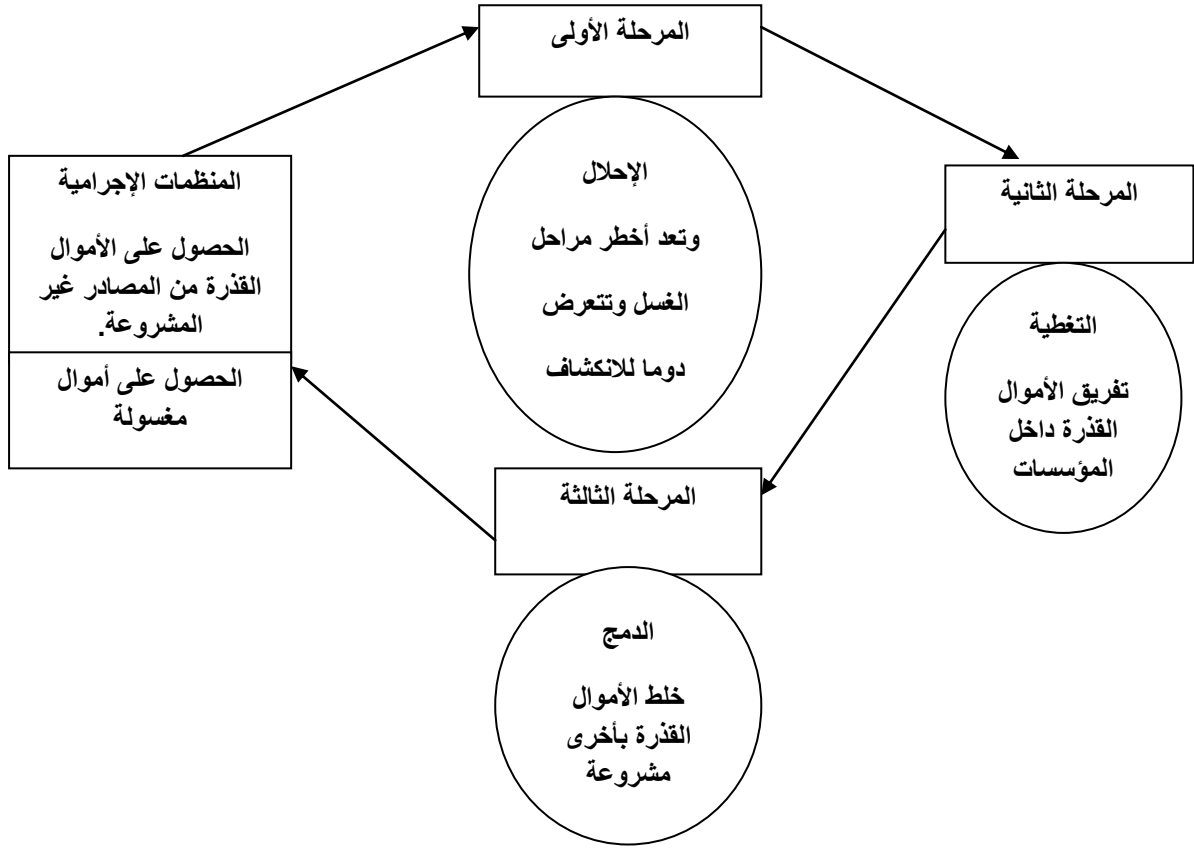 المرحلة الأولى
الإحلال
وتعد أخطر مراحل
الغسل وتتعرض
دوما للانكشاف
المرحلة الثانية
التغطية
تفريق الأموال
القذرة داخل
المؤسسات
المرحلة الثالثة
الدمج
خلط الأموال
القذرة بأخرى
مشروعة
المنظمات الإجرامية
الحصول على الأموال
القذرة من المصادر غير
المشروعة.
الحصول على أموال
مغسولة